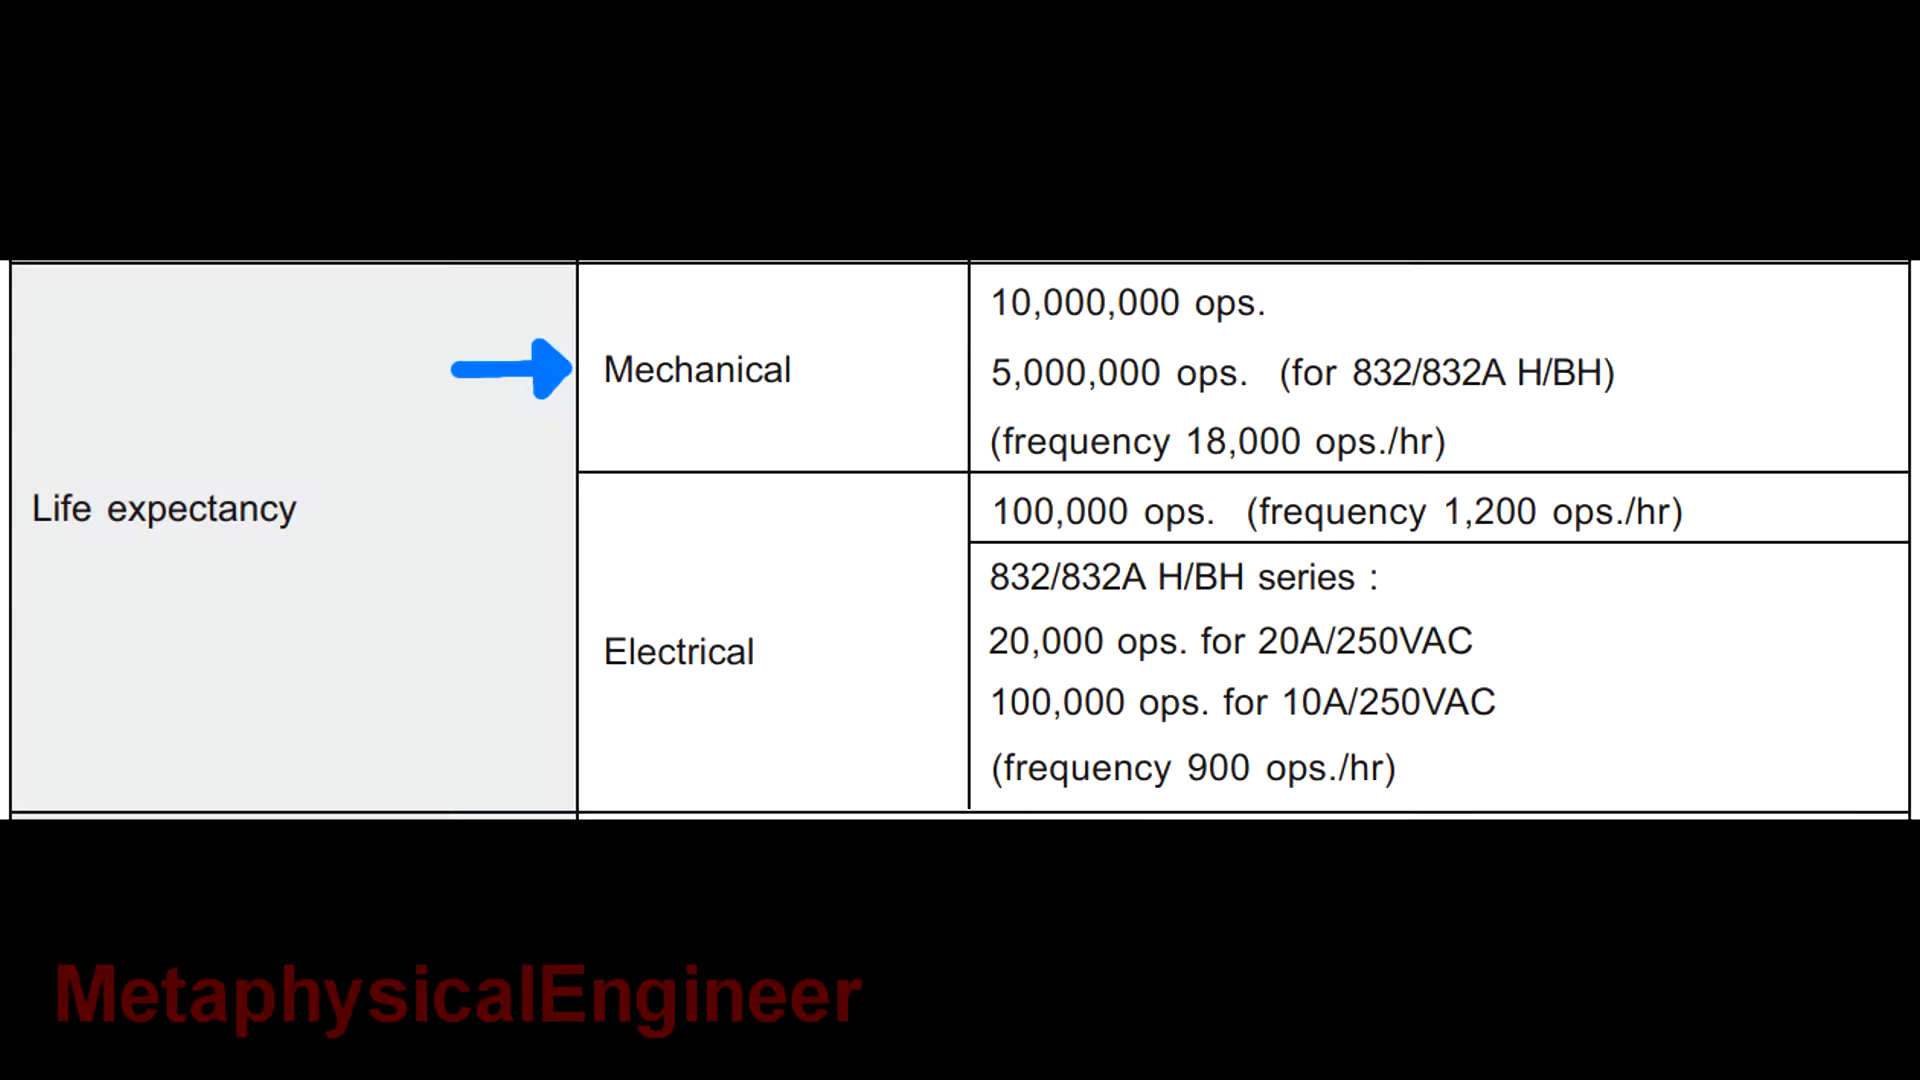 10,000,000 ops.
Mechanical
5,000,000 ops. (for 832/832A H/BH)
(frequency 18,000 ops./hr)
Life expectancy
100,000 ops. (frequency 1,200 ops./hr)
832/832A H/BH series :
Electrical
20,000 ops. for 20A/250VAC
100,000 ops. for 10A/250VAC
(frequency 900 ops./hr)
MetaphysicalEngineer